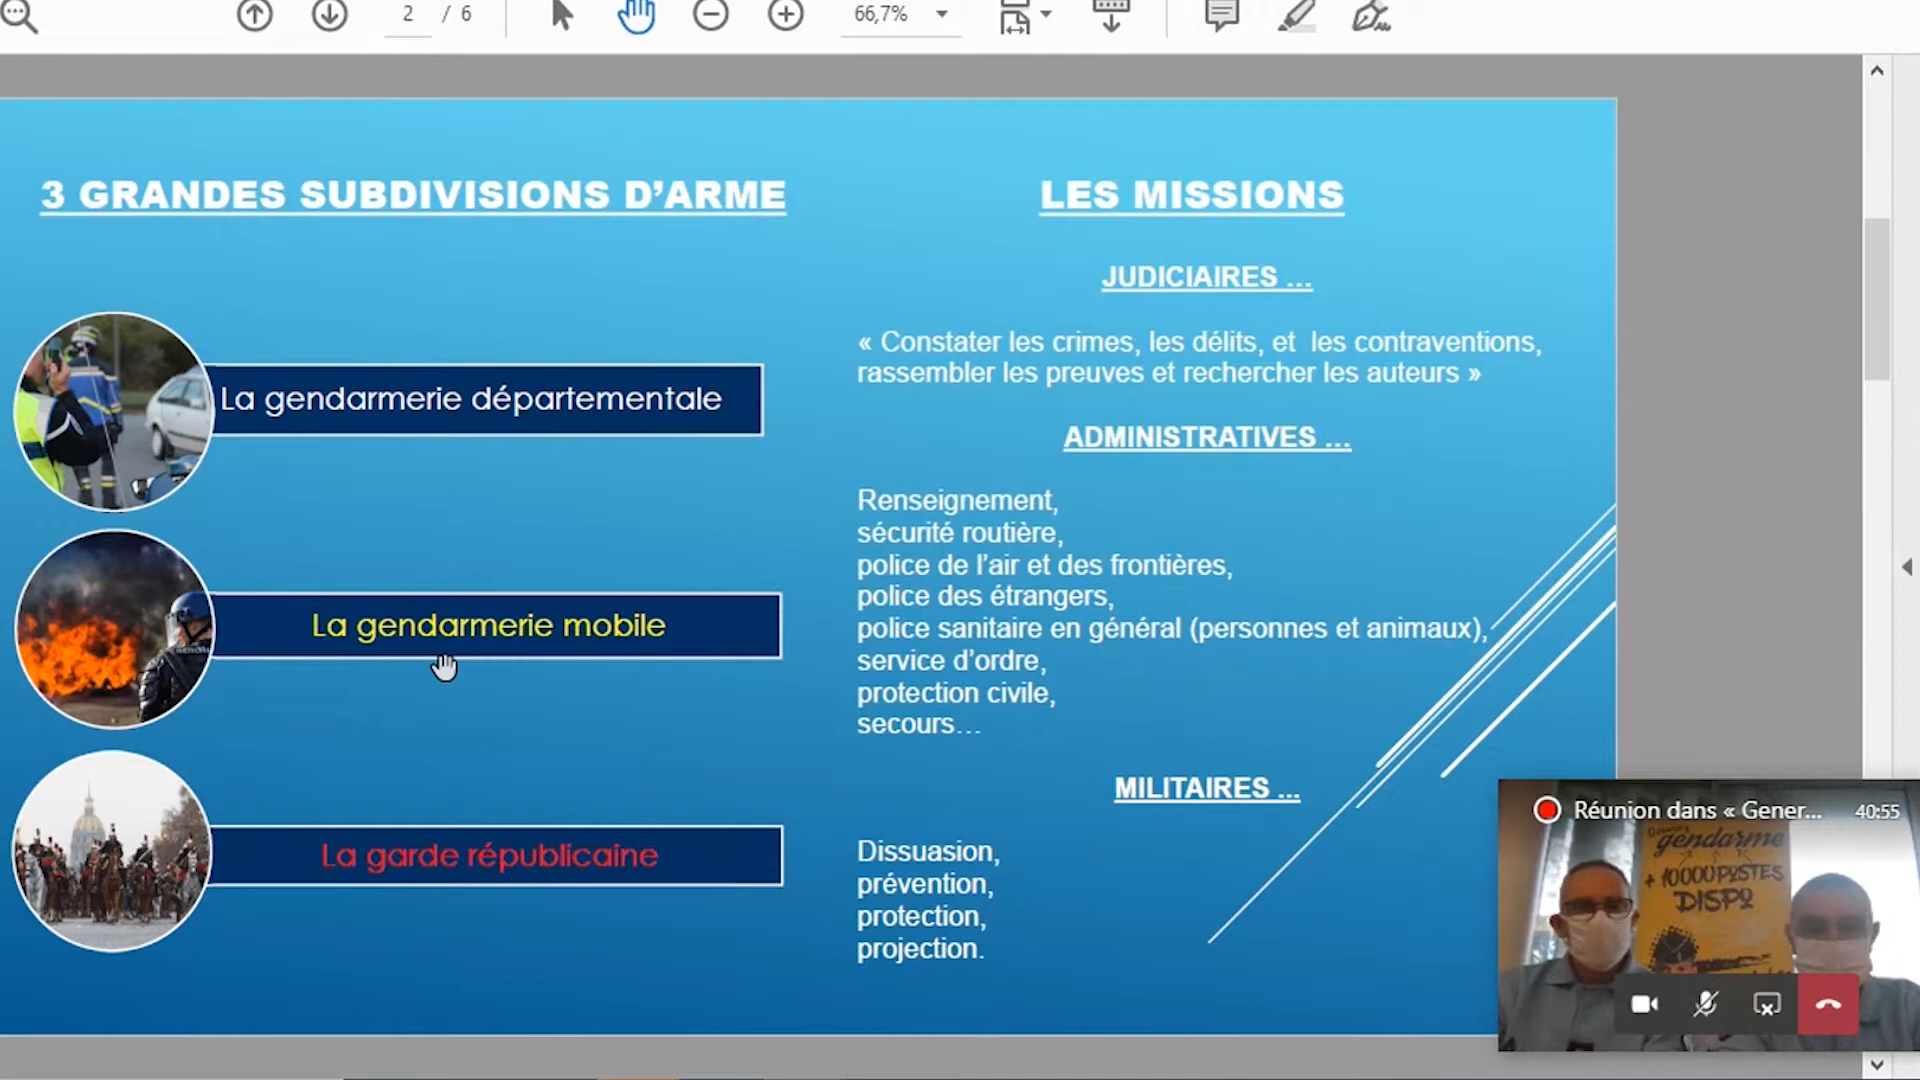 2 / 6 66,7%
3 GRANDES SUBDIVISIONS D'ARME
La gendarmerie départementale
La gendarmerie mobile
La garde républicaine
LES MISSIONS
JUDICIAIRES ...
« Constater les crimes, les délits, et les contraventions,
rassembler les preuves et rechercher les auteurs »
ADMINISTRATIVES ...
Renseignement,
sécurité routière,
police de l'air et des frontières,
police des étrangers,
police sanitaire en général (personnes et animaux),
service d'ordre,
protection civile,
secours…
MILITAIRES ...
Dissuasion,
prévention,
protection,
projection.
Réunion dans « Gener... 40:55
gendarme
+ 10000 POSTES
DISPO